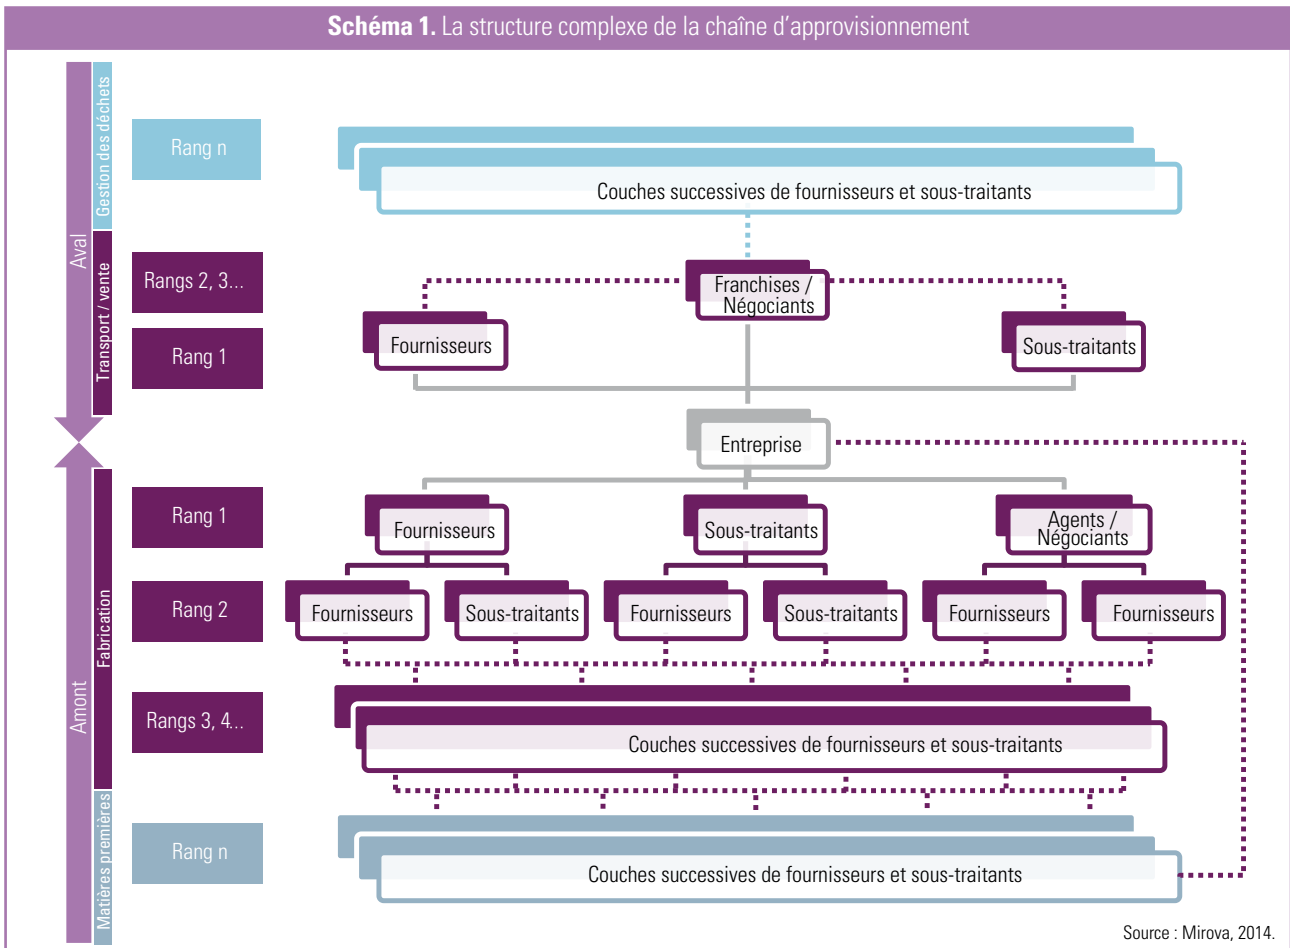 Schéma 1. La structure complexe de la chaîne d’approvisionnement
Aval
Gestion des déchets
Rang n
Couches successives de fournisseurs et sous-traitants
Transport / vente
Rangs 2, 3...
Franchises /
Négociants
Rang 1
Fournisseurs
Sous-traitants
Entreprise
Amont
Fabrication
Rang 1
Fournisseurs
Sous-traitants
Agents /
Négociants
Rang 2
Fournisseurs
Sous-traitants
Fournisseurs
Sous-traitants
Fournisseurs
Fournisseurs
Rangs 3, 4...
Couches successives de fournisseurs et sous-traitants
Matières premières
Rang n
Couches successives de fournisseurs et sous-traitants
Source : Mirova, 2014.